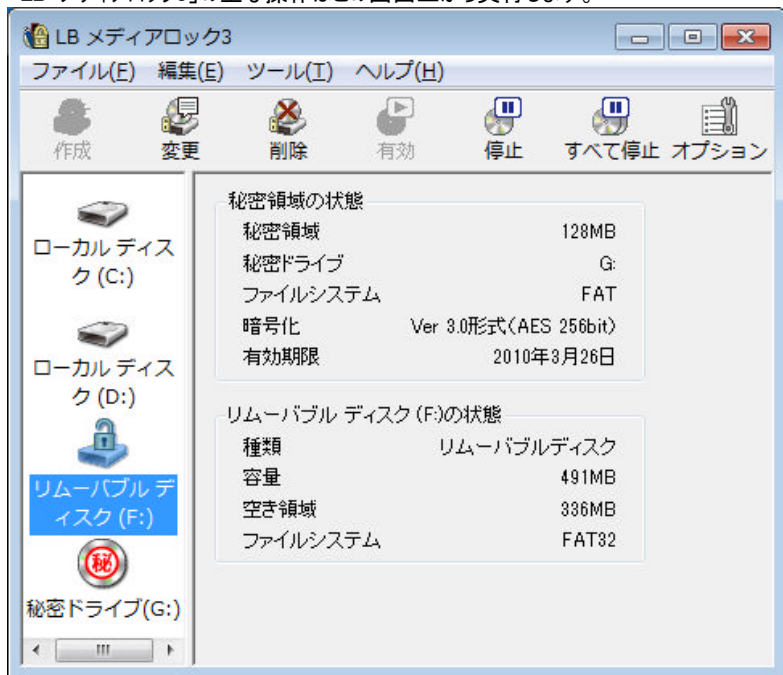 LB メディアロック3
ファイル(F) 編集(E) ツール(T) ヘルプ(H)
作成 変更 削除 有効 停止 すべて停止 オプション
ローカル ディス
ク (C:)
ローカル ディス
ク (D:)
リムーバブル デ
ィスク (F:)
秘
秘密ドライブ(G:)
秘密領域の状態
秘密領域 128MB
秘密ドライブ G:
ファイルシステム FAT
暗号化 Ver 3.0形式(AES 256bit)
有効期限 2010年3月26日
リムーバブル ディスク (F:)の状態
種類 リムーバブルディスク
容量 491MB
空き領域 336MB
ファイルシステム FAT32